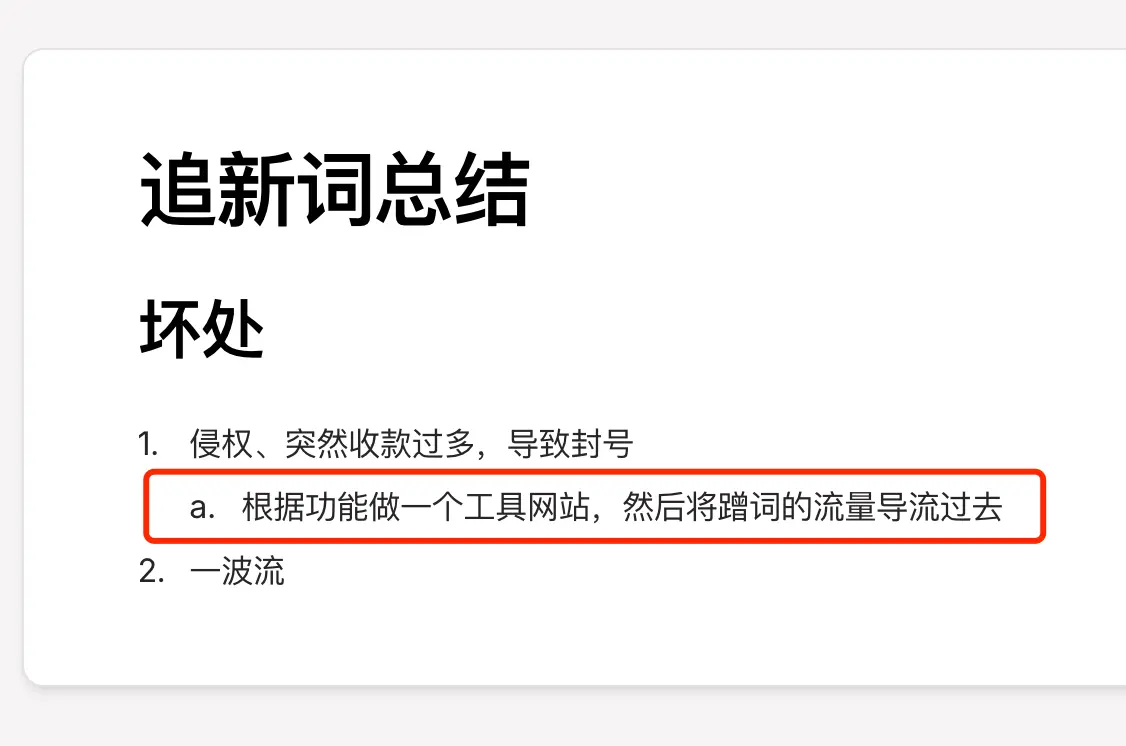 追新词总结
坏处
1. 侵权、突然收款过多，导致封号
a. 根据功能做一个工具网站，然后将蹭词的流量导流过去
2. 一波流